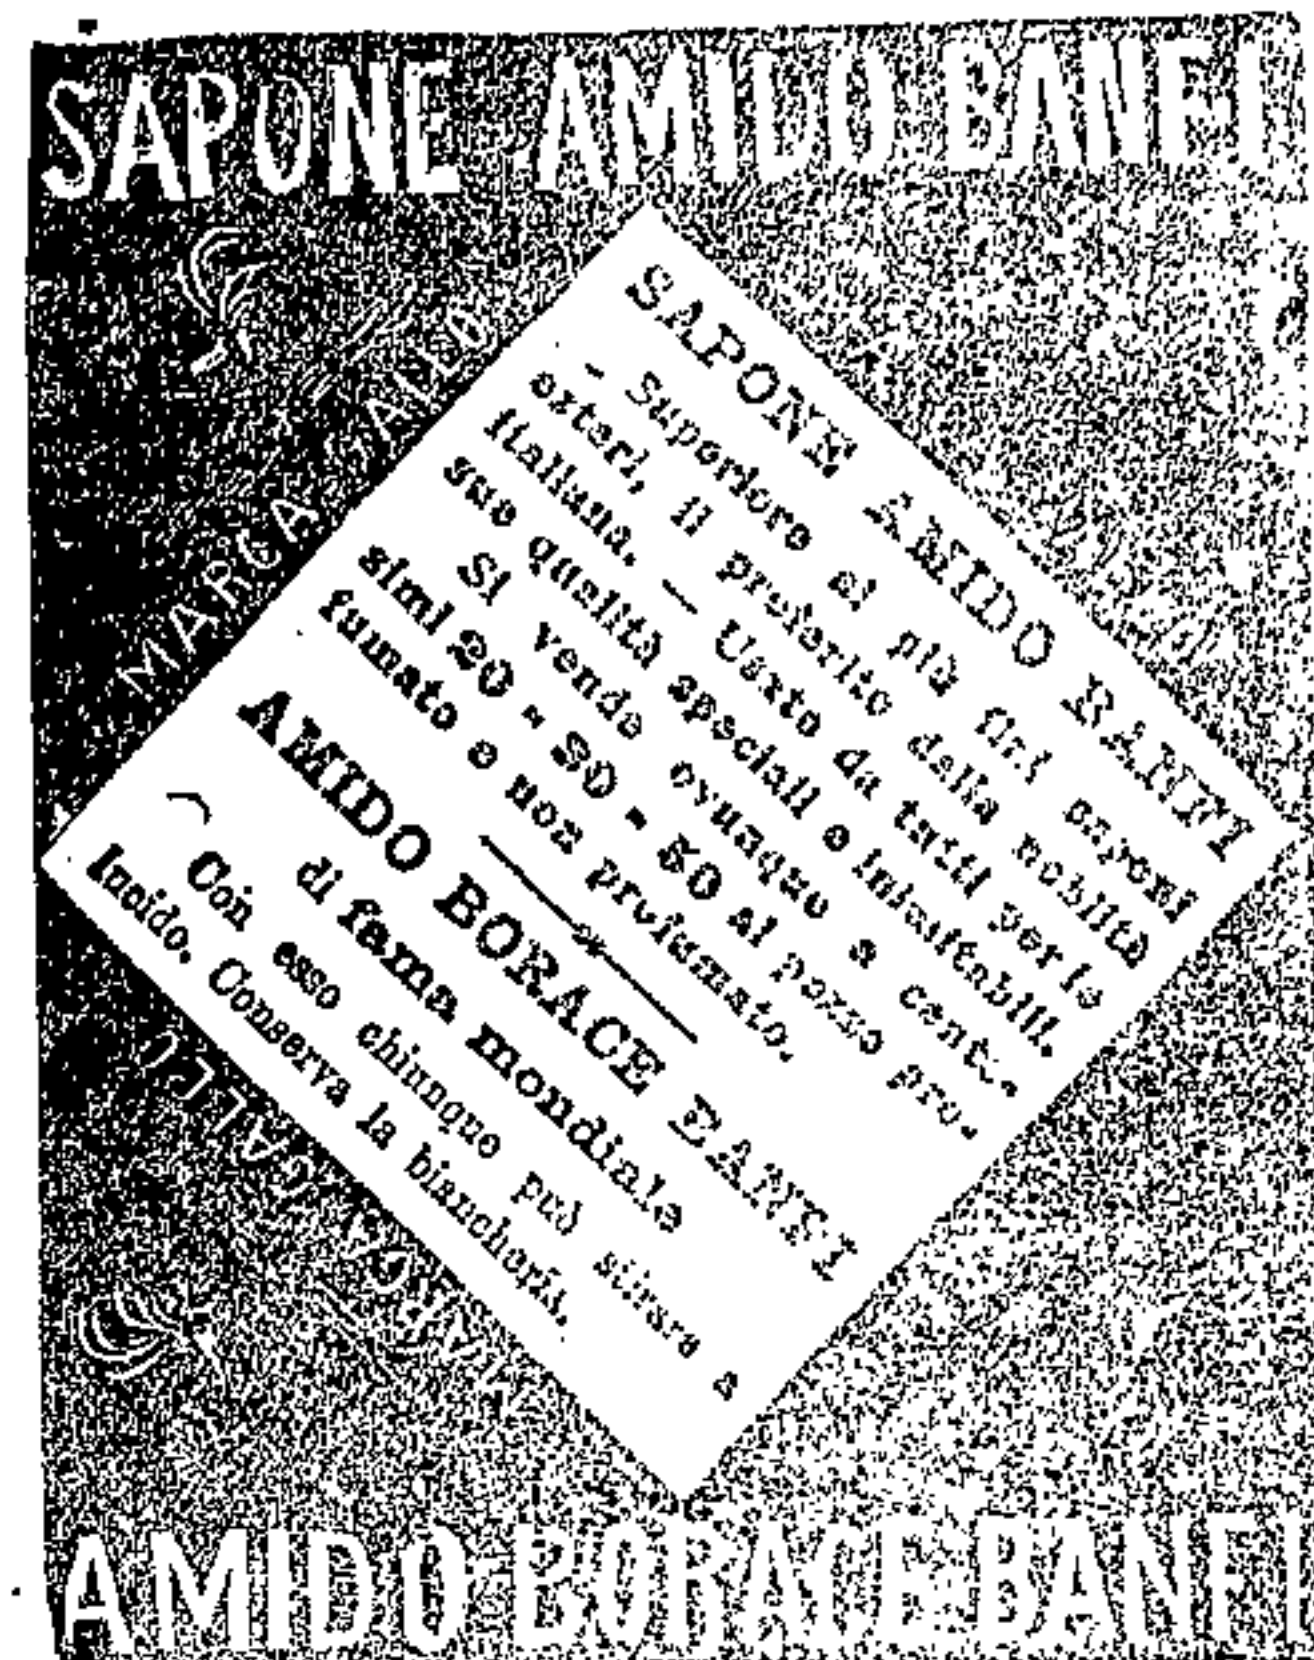 SAPONE AMIDO BANFI
MARCA GALLO
SAPONE AMIDO BANFI
- Superiore ai più fini saponi
esteri, il preferito dalla nobiltà
italiana. — Usato da tutti per le
sue qualità speciali e inimitabili.
Si vende ovunque a cent.
simi 20 - 30 - 50 al pezzo pro-
fumato e non profumato.
AMIDO BORACE BANFI
di fama mondiale
Con esso chiunque può stirare a
lucido. Conserva la biancheria.
MARCA GALLO
AMIDO BORACE BANFI